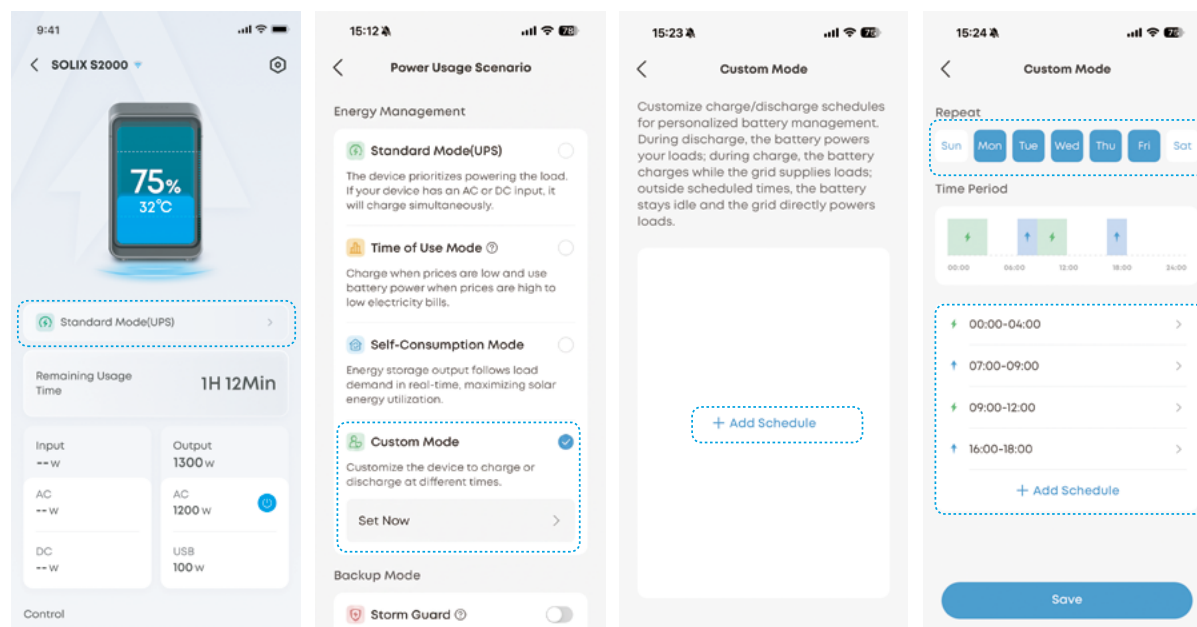 9:41
SOLIX S2000
75%
32°C
Standard Mode(UPS)
Remaining Usage
Time
1H 12Min
Input
--w
Output
1300w
AC
--w
AC
1200 w
DC
--w
USB
100w
Control
15:12
78
Power Usage Scenario
Energy Management
Standard Mode(UPS)
The device prioritizes powering the load.
If your device has an AC or DC input, it
will charge simultaneously.
Time of Use Mode
Charge when prices are low and use
battery power when prices are high to
low electricity bills.
Self-Consumption Mode
Energy storage output follows load
demand in real-time, maximizing solar
energy utilization.
Custom Mode
Customize the device to charge or
discharge at different times.
Set Now
Backup Mode
Storm Guard
15:23
78
Custom Mode
Customize charge/discharge schedules
for personalized battery management.
During discharge, the battery powers
your loads; during charge, the battery
charges while the grid supplies loads;
outside scheduled times, the battery
stays idle and the grid directly powers
loads.
+ Add Schedule
15:24
Custom Mode
Repeat
Sun Mon Tue Wed Thu Fri Sat
Time Period
00:00 06:00 12:00 18:00 24:00
00:00-04:00
07:00-09:00
09:00-12:00
16:00-18:00
+ Add Schedule
Save